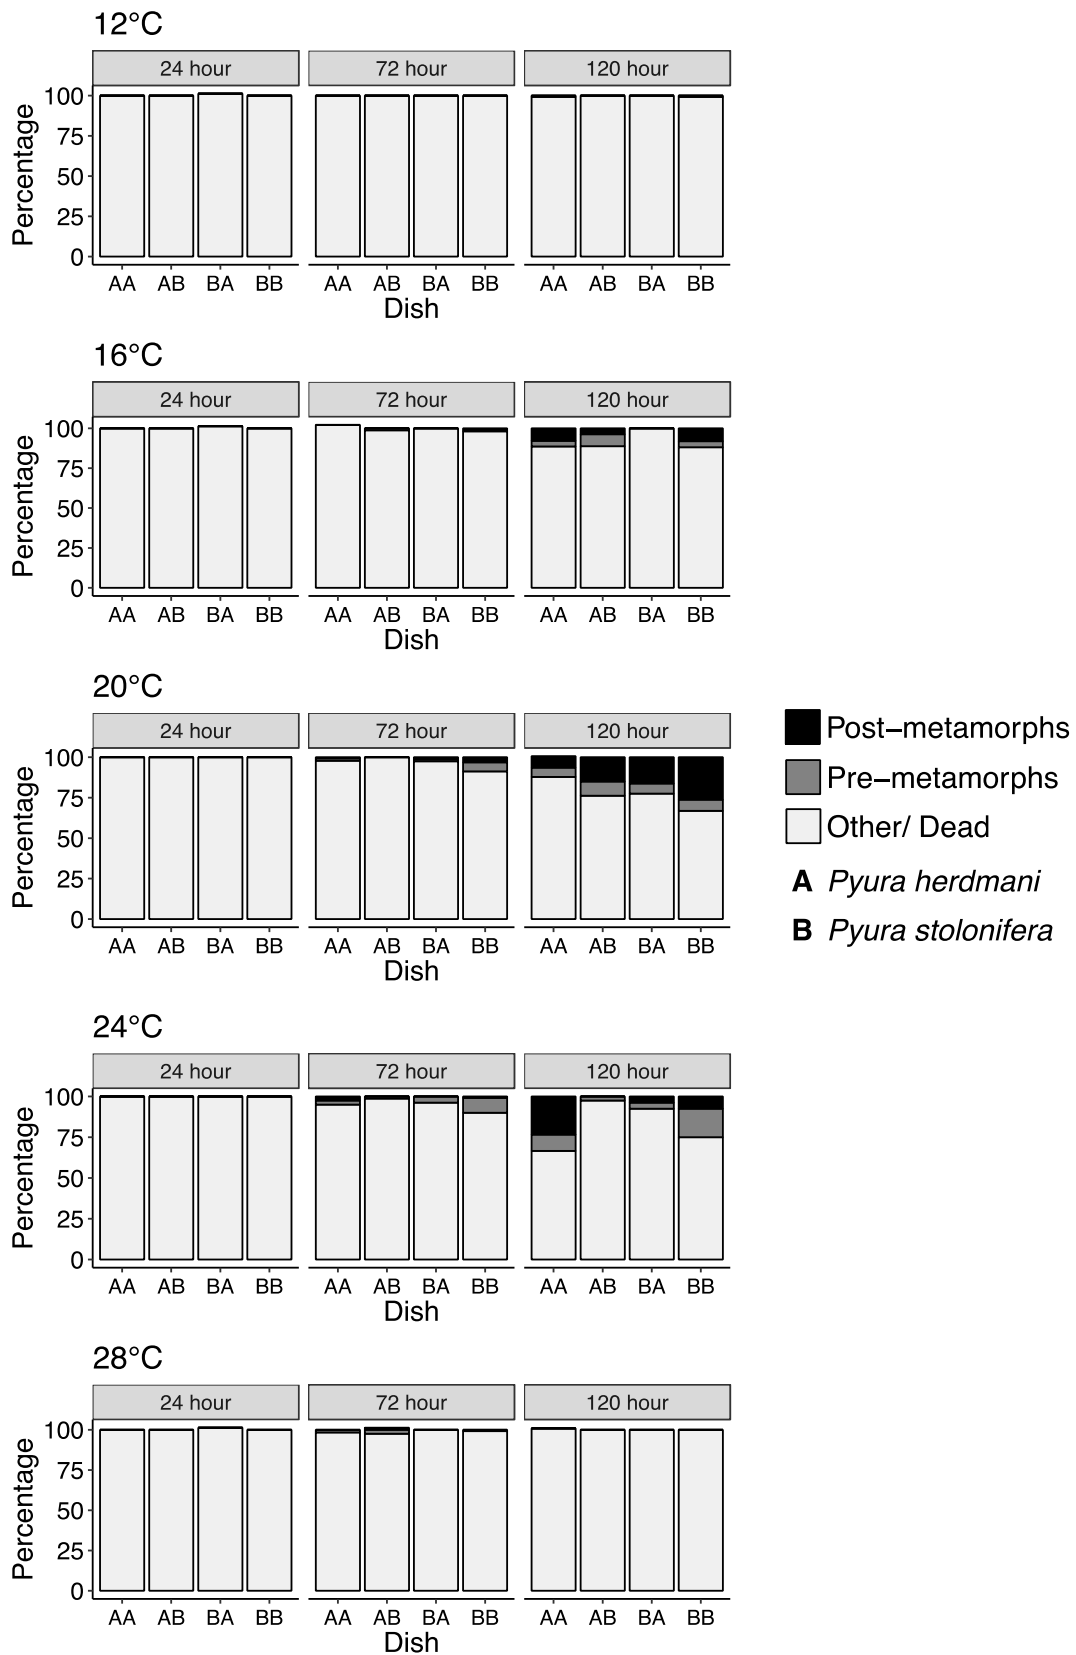 12°C
24 hour 72 hour 120 hour
Percentage
100
75
50
25
0
AA AB BA BB AA AB BA BB AA AB BA BB
Dish
16°C
24 hour 72 hour 120 hour
Percentage
100
75
50
25
0
AA AB BA BB AA AB BA BB AA AB BA BB
Dish
20°C
24 hour 72 hour 120 hour
Percentage
100
75
50
25
0
AA AB BA BB AA AB BA BB AA AB BA BB
Dish
Post−metamorphs
Pre−metamorphs
Other/ Dead
A Pyura herdmani
B Pyura stolonifera
24°C
24 hour 72 hour 120 hour
Percentage
100
75
50
25
0
AA AB BA BB AA AB BA BB AA AB BA BB
Dish
28°C
24 hour 72 hour 120 hour
Percentage
100
75
50
25
0
AA AB BA BB AA AB BA BB AA AB BA BB
Dish